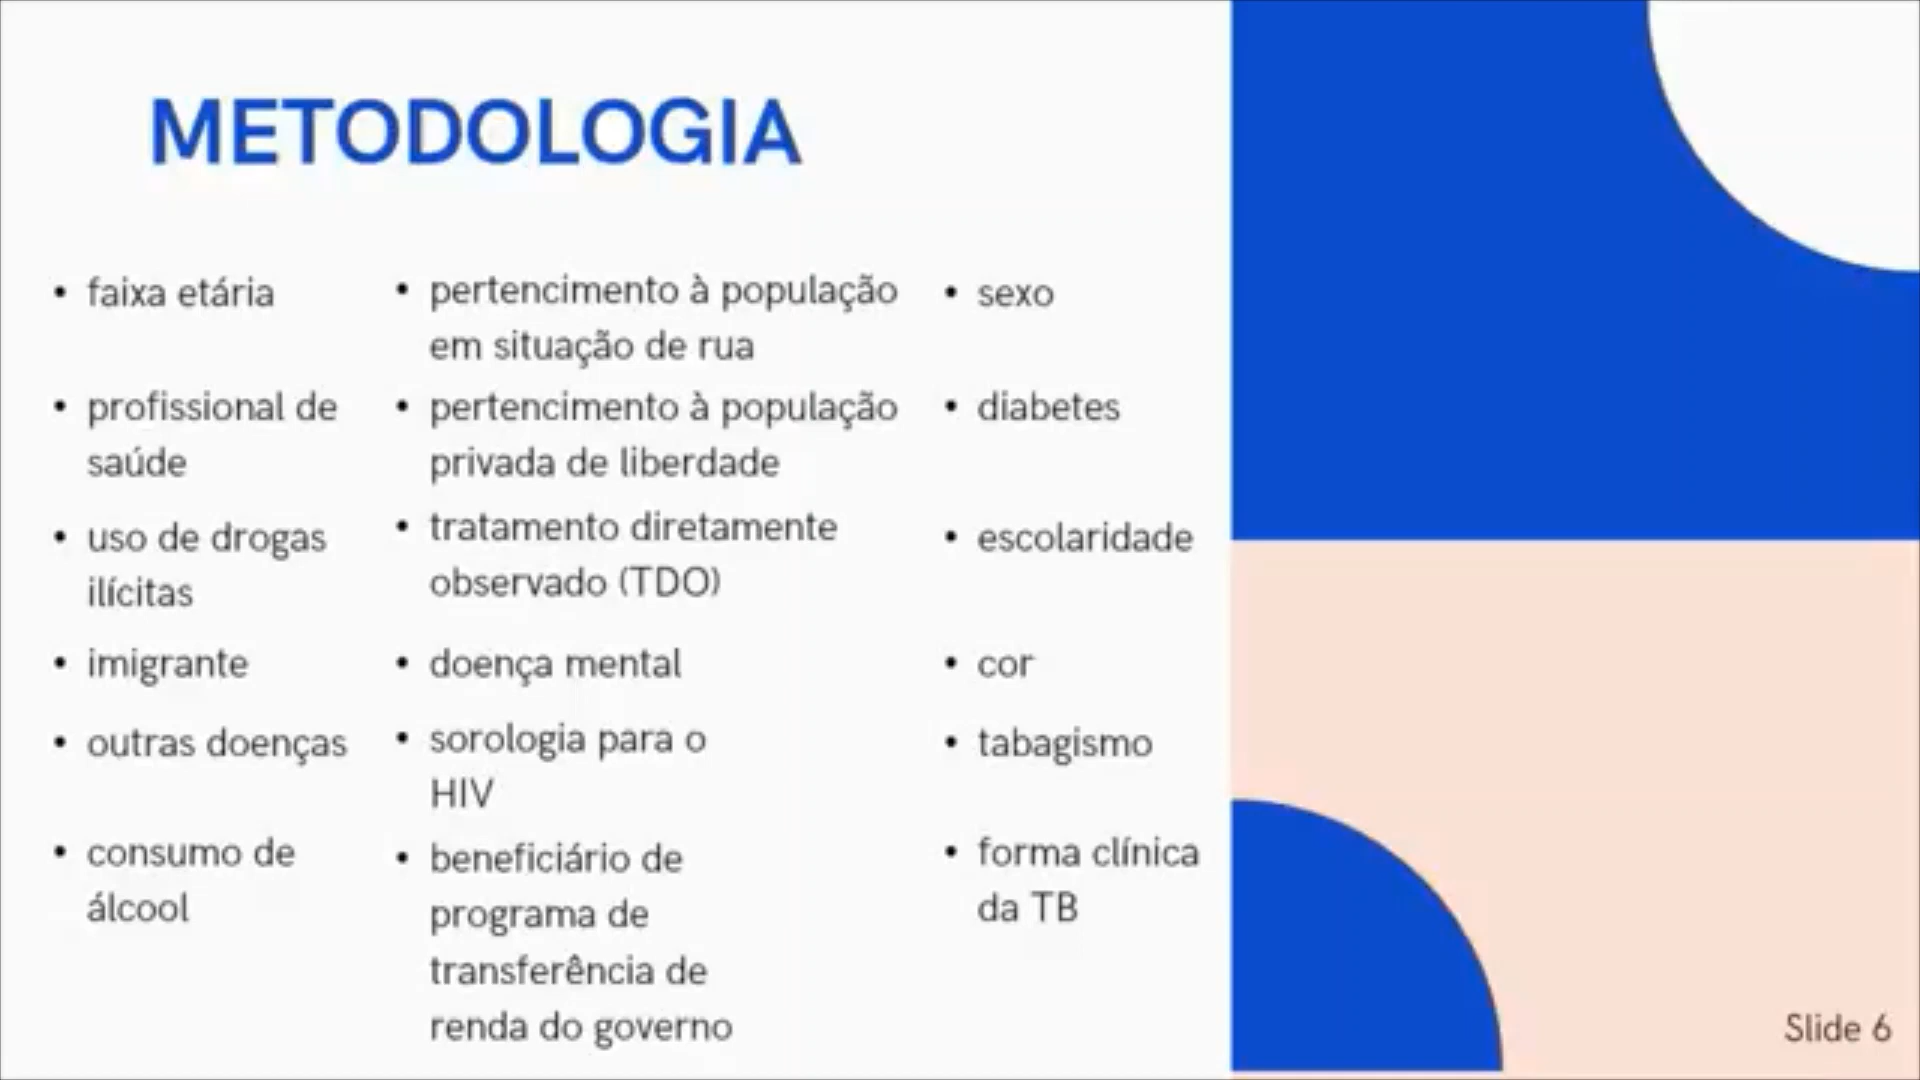 METODOLOGIA
• faixa etária
• profissional de
saúde
• uso de drogas
ilícitas
• imigrante
• outras doenças
• consumo de
álcool
• pertencimento à população
em situação de rua
• pertencimento à população
privada de liberdade
• tratamento diretamente
observado (TDO)
• doença mental
• sorologia para o
HIV
• beneficiário de
programa de
transferência de
renda do governo
• sexo
• diabetes
• escolaridade
• cor
• tabagismo
• forma clínica
da TB
Slide 6